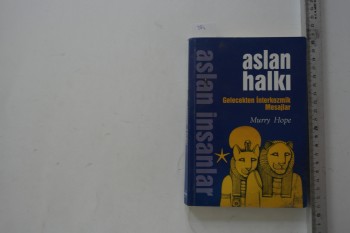 aslan
halkı
Gelecekten İnterkozmik
Mesajlar
Murry Hope
aslan insanlar